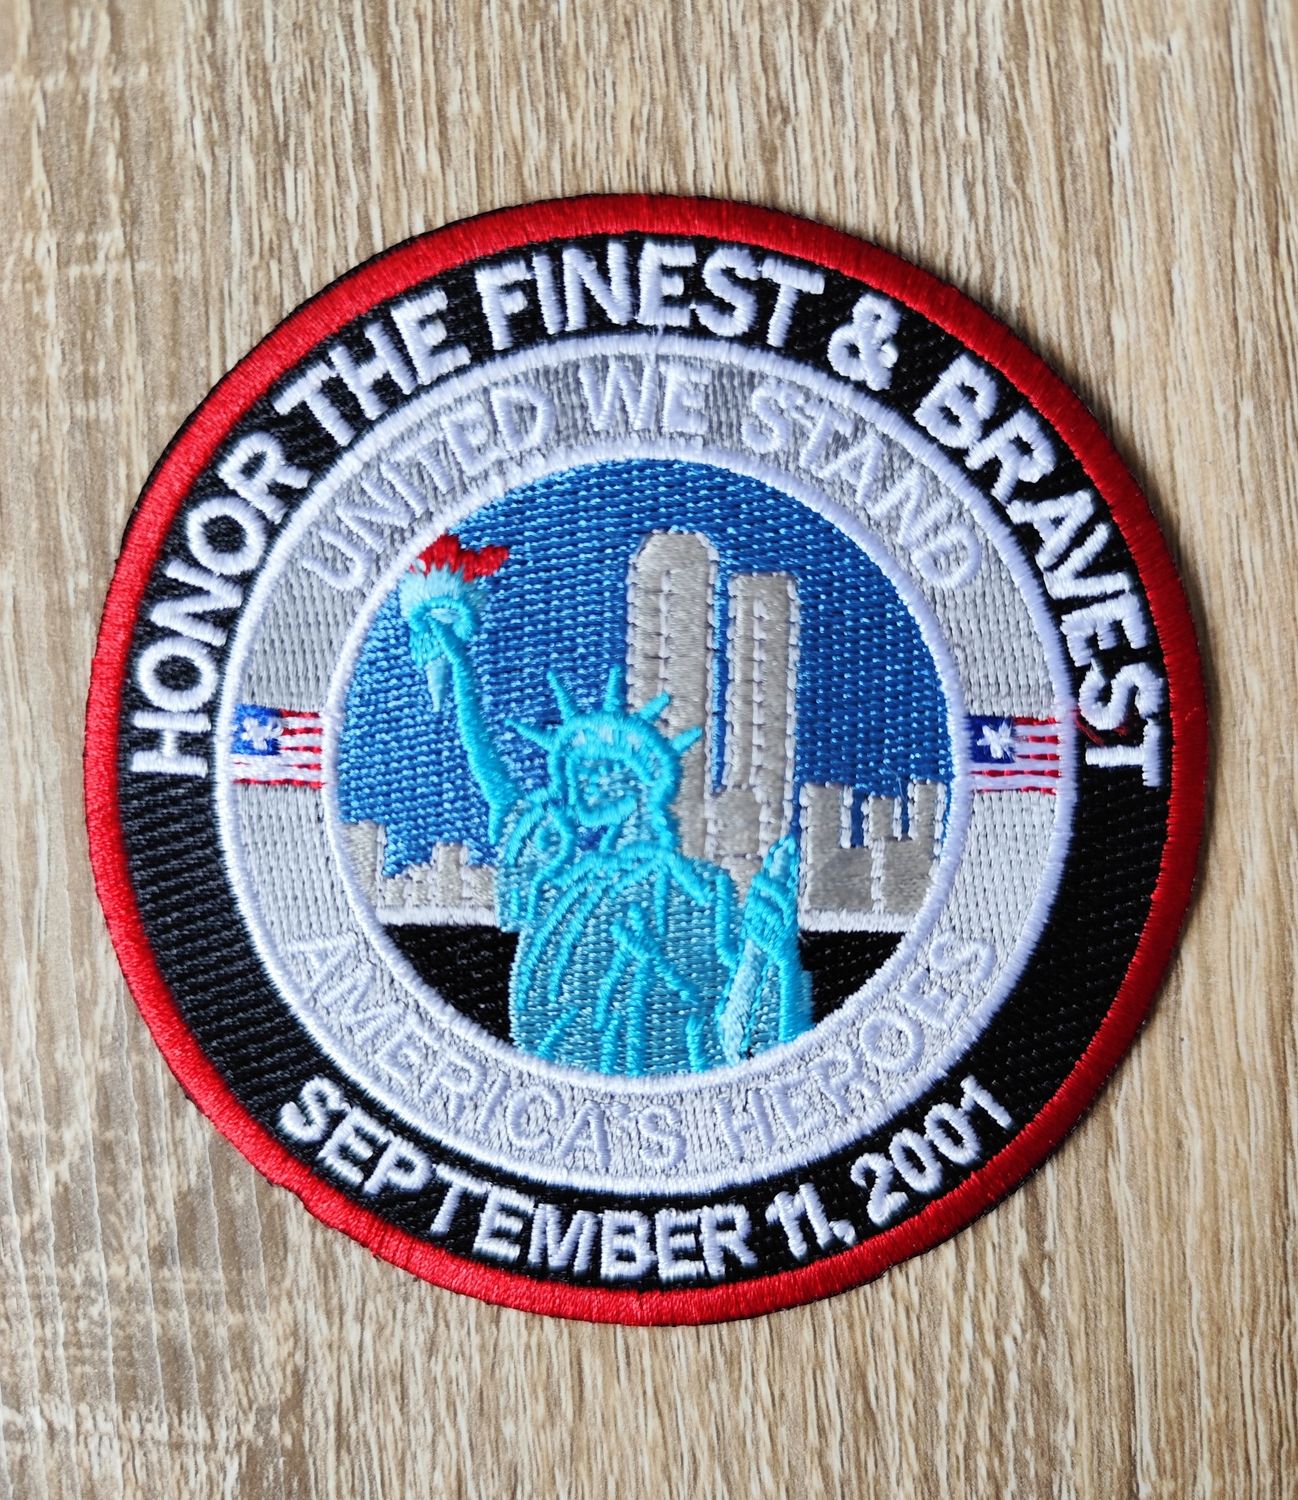 HONOR THE FINEST & BRAVEST
UNITED WE STAND
AMERICA'S HEROES
SEPTEMBER 11, 2001